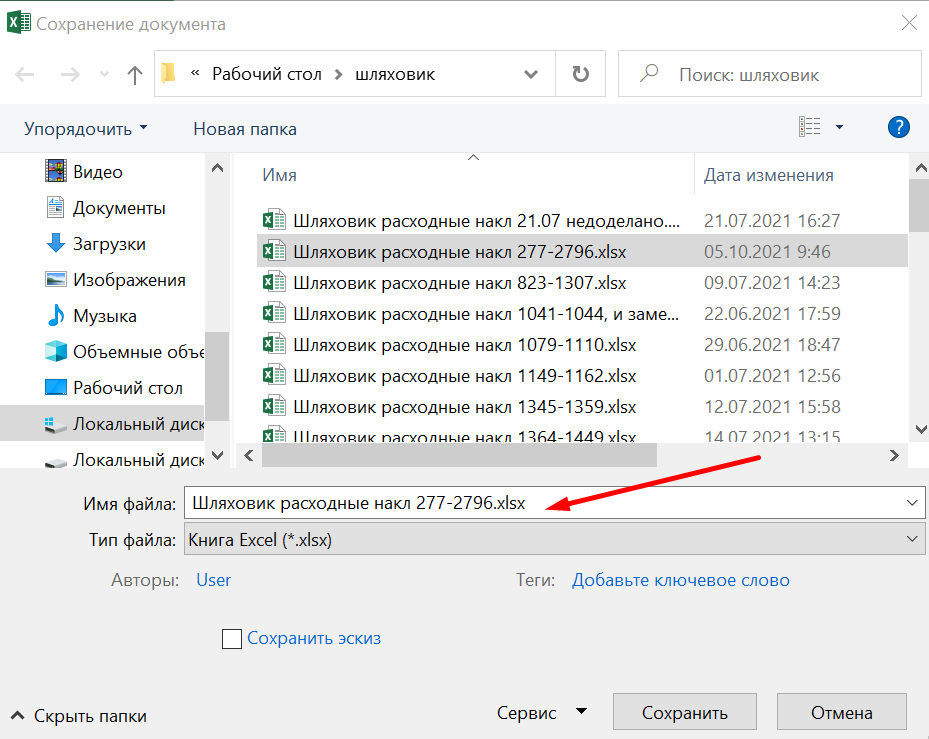 Сохранение документа
« Рабочий стол › шляховик
Поиск: шляховик
Упорядочить
Новая папка
?
Видео
Документы
Загрузки
Изображения
Музыка
Объемные объе
Рабочий стол
Локальный диск
Локальный диск
Имя Дата изменения
Шляховик расходные накл 21.07 недоделано.... 21.07.2021 16:27
Шляховик расходные накл 277-2796.xlsx 05.10.2021 9:46
Шляховик расходные накл 823-1307.xlsx 09.07.2021 14:23
Шляховик расходные накл 1041-1044, и заме... 22.06.2021 17:59
Шляховик расходные накл 1079-1110.xlsx 29.06.2021 18:47
Шляховик расходные накл 1149-1162.xlsx 01.07.2021 12:56
Шляховик расходные накл 1345-1359.xlsx 12.07.2021 15:58
Шляховик расходные накл 1364-1449.xlsx 14.07.2021 13:15
Имя файла: Шляховик расходные накл 277-2796.xlsx
Тип файла: Книга Excel (*.xlsx)
Авторы: User
Теги: Добавьте ключевое слово
Сохранить эскиз
Скрыть папки
Сервис
Сохранить
Отмена